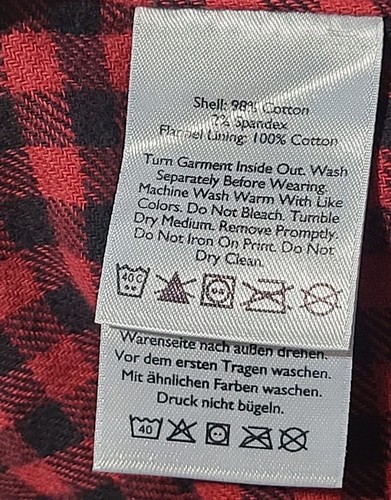 Shell: 98% Cotton
2% Spandex
Flannel Lining: 100% Cotton
Turn Garment Inside Out. Wash
Separately Before Wearing.
Machine Wash Warm With Like
Colors. Do Not Bleach. Tumble
Dry Medium. Remove Promptly.
Do Not Iron On Print. Do Not
Dry Clean.
Warenseite nach außen drehen.
Vor dem ersten Tragen waschen.
Mit ähnlichen Farben waschen.
Druck nicht bügeln.
40